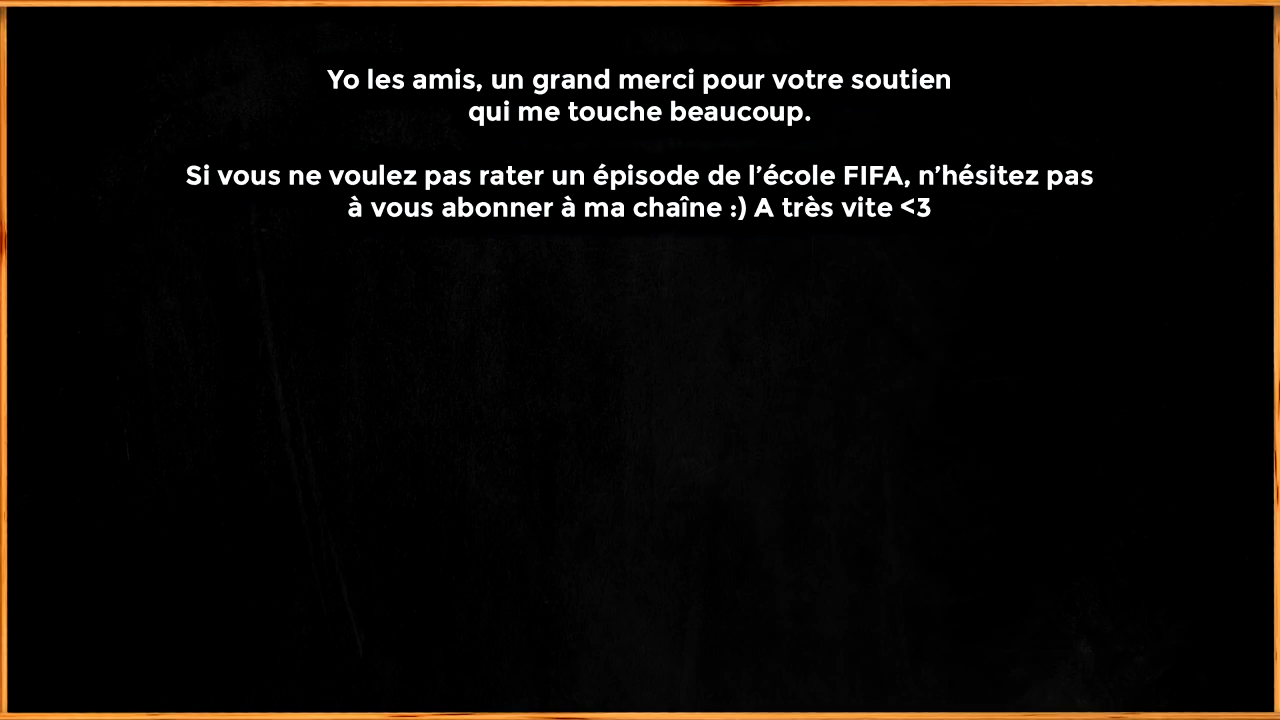 Yo les amis, un grand merci pour votre soutien
qui me touche beaucoup.
Si vous ne voulez pas rater un épisode de l’école FIFA, n’hésitez pas
à vous abonner à ma chaîne :) A très vite <3